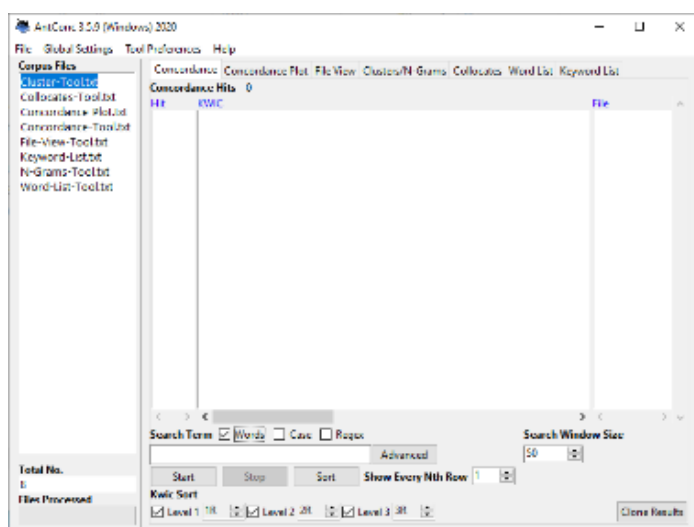 AntConc 3.5.9 (Windows) 2020
File Global Settings Tool Preferences Help
Corpus Files
Cluster-Tool.txt
Collocates-Tool.txt
Concordance-Plot.txt
Concordance-Tool.txt
File-View-Tool.txt
Keyword-List.txt
N-Grams-Tool.txt
Word-List-Tool.txt
Total No.
8
Files Processed
Concordance Concordance Plot File View Clusters/N-Grams Collocates Word List Keyword List
Concordance Hits 0
Hit KWIC File
Search Term Words Case Regex Search Window Size
Advanced 50
Start Stop Sort Show Every Nth Row 1
Kwic Sort
Level 1 1R Level 2 2R Level 3 3R Clone Results